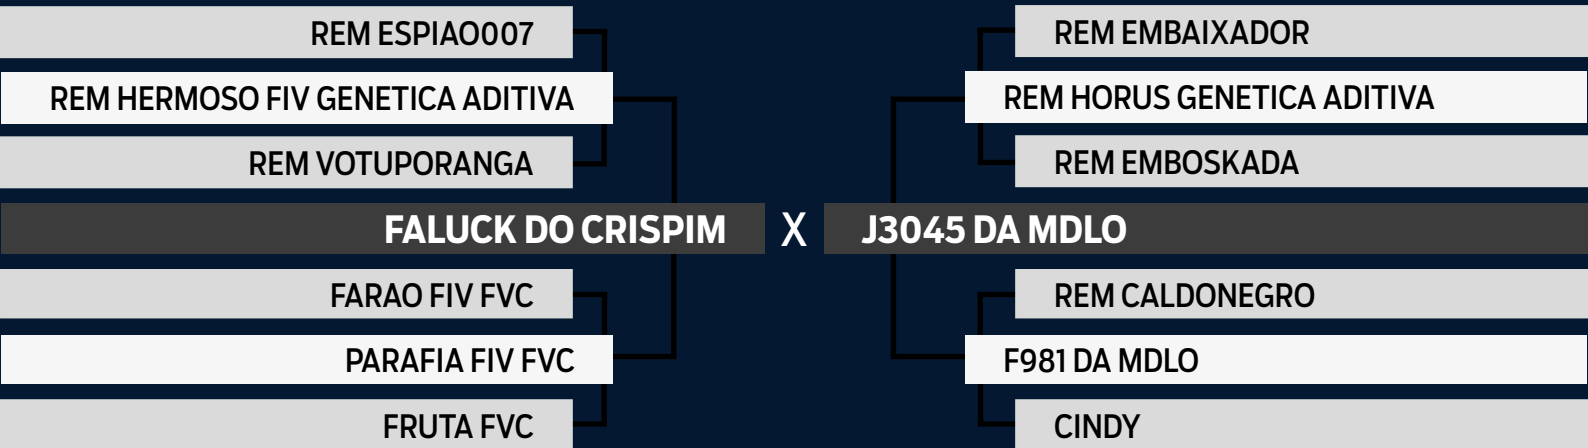 REM ESPIAO007
REM HERMOSO FIV GENETICA ADITIVA
REM VOTUPORANGA
FALUCK DO CRISPIM
FARAO FIV FVC
PARAFIA FIV FVC
FRUTA FVC
X
REM EMBAIXADOR
REM HORUS GENETICA ADITIVA
REM EMBOSKADA
J3045 DA MDLO
REM CALDONEGRO
F981 DA MDLO
CINDY